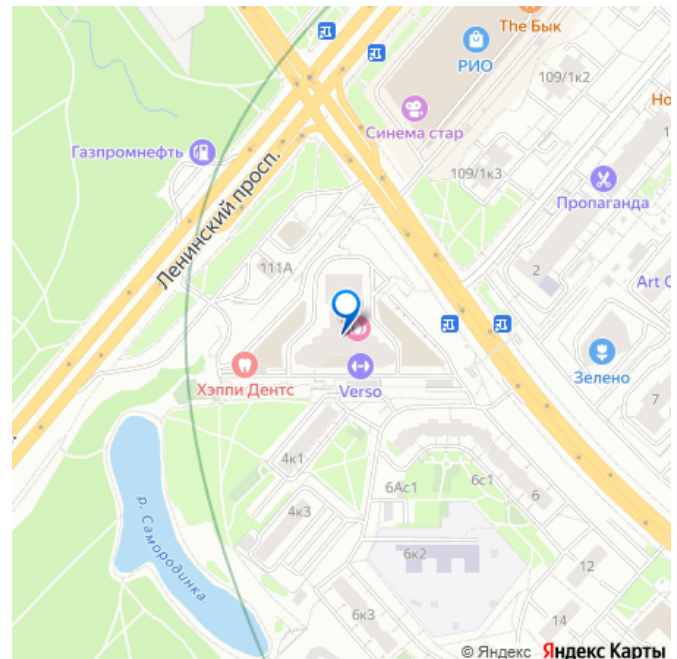 The Бык
РИО
109/1к2
Но
Синема стар
Газпромнефть
109/1к3
Пропаганда
Ленинский просп.
111А
2
Art C
Зелено
Хэппи Дентс
Verso
7
4к1
6Ас1
6с1
6
4к3
р. Самородинка
6к2
12
6к3
14
© Яндекс Яндекс Карты